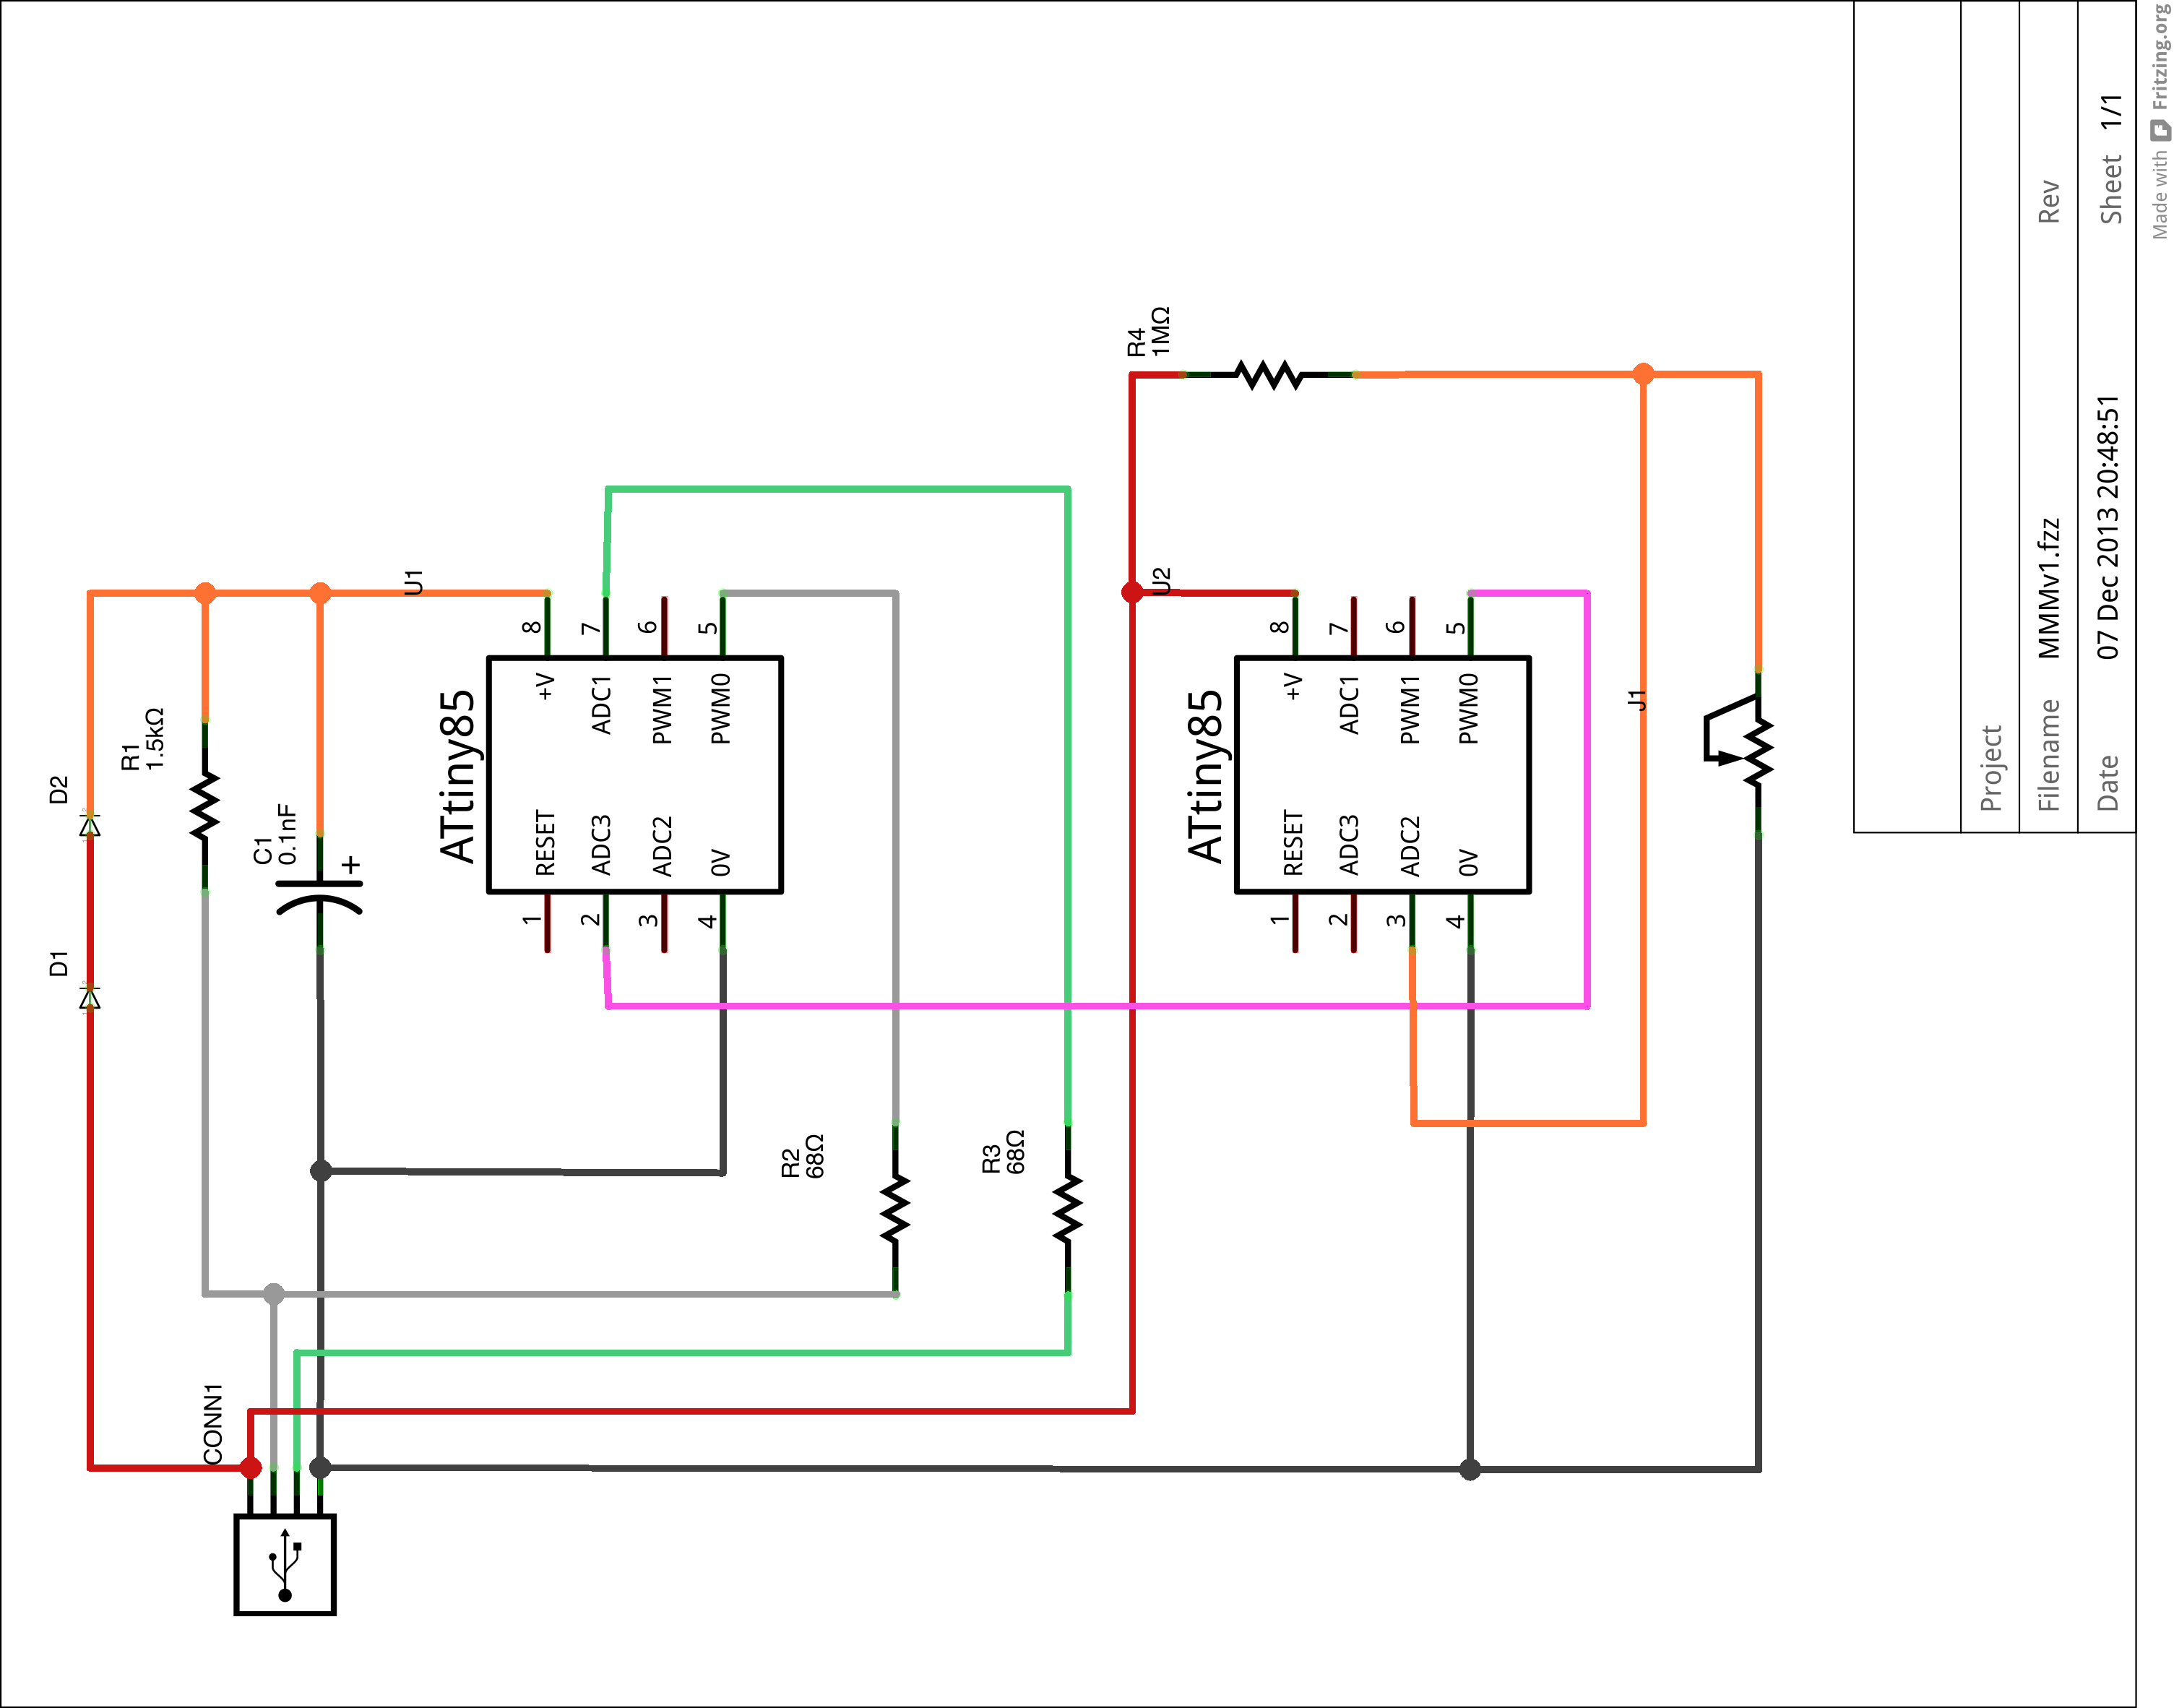 D2
D1
R1
1.5kΩ
C1
0.1nF
+
CONN1
U1
ATtiny85
8
7
6
5
+V
ADC1
PWM1
PWM0
RESET
ADC3
ADC2
0V
1
2
3
4
R2
68Ω
R3
68Ω
R4
1MΩ
U2
ATtiny85
8
7
6
5
+V
ADC1
PWM1
PWM0
RESET
ADC3
ADC2
0V
1
2
3
4
J1
Project
Filename MMMv1.fzz Rev
Date 07 Dec 2013 20:48:51 Sheet 1/1
Made with Fritzing.org